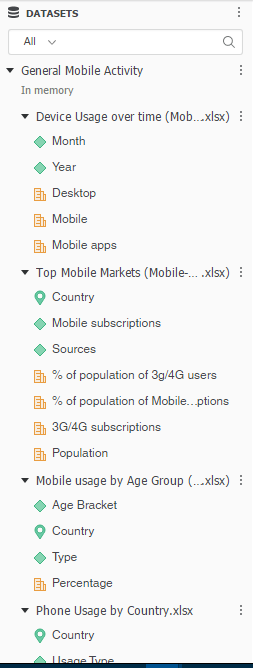 DATASETS
All
General Mobile Activity
In memory
Device Usage over time (Mob....xlsx)
Month
Year
Desktop
Mobile
Mobile apps
Top Mobile Markets (Mobile-... .xlsx)
Country
Mobile subscriptions
Sources
% of population of 3g/4G users
% of population of Mobile...ptions
3G/4G subscriptions
Population
Mobile usage by Age Group (....xlsx)
Age Bracket
Country
Type
Percentage
Phone Usage by Country.xlsx
Country
Usage Type